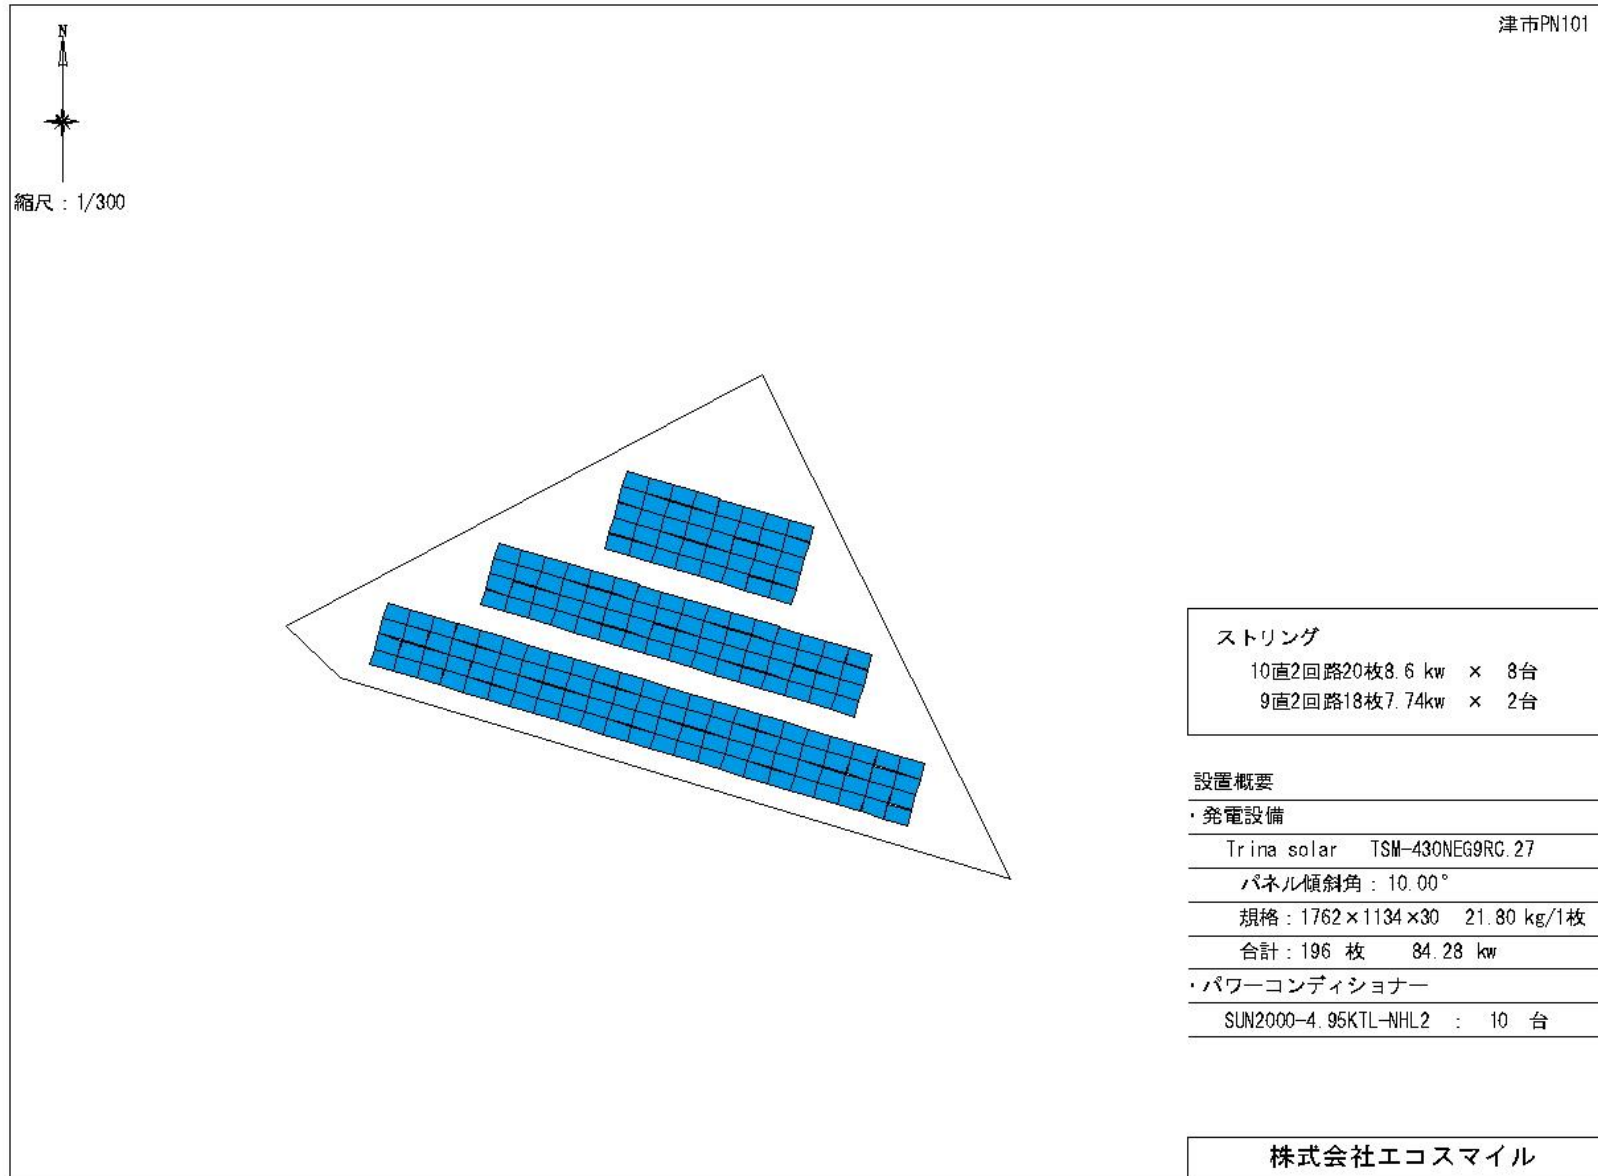 津市PN101
N
縮尺：1/300
ストリング
10直2回路20枚8.6 kw × 8台
9直2回路18枚7.74kw × 2台
設置概要
・発電設備
Trina solar TSM-430NEG9RC.27
パネル傾斜角：10.00°
規格：1762×1134×30 21.80 kg/1枚
合計：196 枚 84.28 kw
・パワーコンディショナー
SUN2000-4.95KTL-NHL2 ： 10 台
株式会社エコスマイル